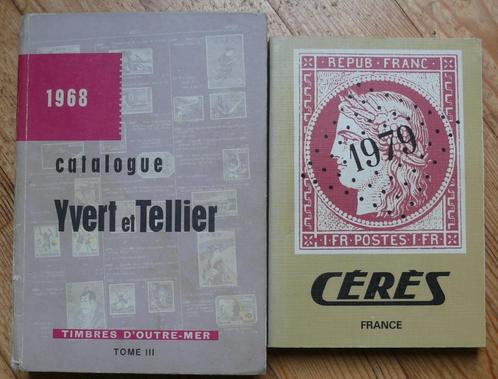 1968
catalogue
Yvert et Tellier
TIMBRES D'OUTRE-MER
TOME III
REPUB. FRANC.
1979
1·FR·POSTES·1·FR
CÉRÈS
FRANCE